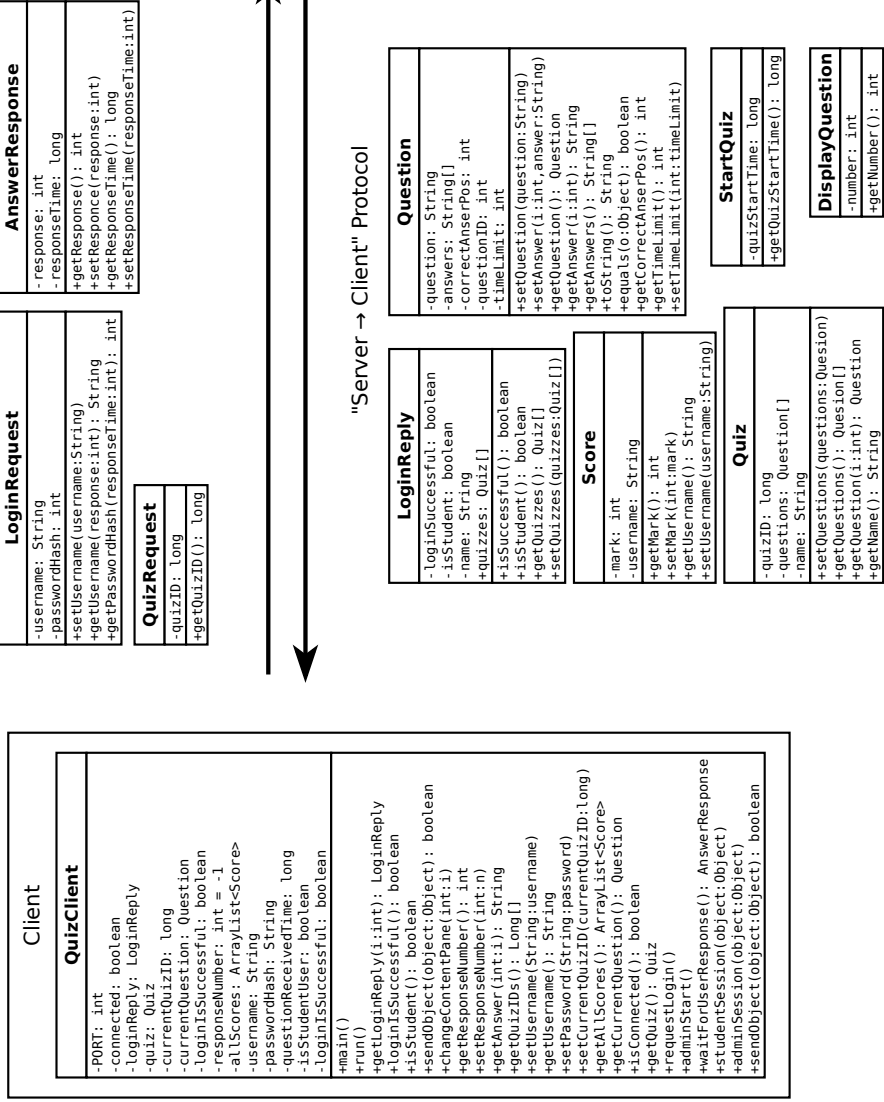 Client
QuizClient
-PORT: int
-connected: boolean
-loginReply: LoginReply
-quiz: Quiz
-currentQuizID: long
-currentQuestion: Question
-loginIsSuccessful: boolean
-responseNumber: int = -1
-allScores: ArrayList<Score>
-username: String
-passwordHash: String
-questionReceivedTime: long
-isStudentUser: boolean
-loginIsSuccessful: boolean
+main()
+run()
+getLoginReply(i:int): LoginReply
+loginIsSuccessful(): boolean
+isStudent(): boolean
+sendObject(object:Object): boolean
+changeContentPane(int:i)
+getResponseNumber(): int
+setResponseNumber(int:n)
+getAnswer(int:i): String
+getQuizIDs(): Long[]
+setUsername(String:username)
+getUsername(): String
+setPassword(String:password)
+setCurrentQuizID(currentQuizID:long)
+getAllScores(): ArrayList<Score>
+getCurrentQuestion(): Question
+isConnected(): boolean
+getQuiz(): Quiz
+requestLogin()
+adminStart()
+waitForUserResponse(): AnswerResponse
+studentSession(object:Object)
+adminSession(object:Object)
+sendObject(object:Object): boolean
LoginRequest
-username: String
-passwordHash: int
+setUsername(username:String)
+getUsername(response:int): String
+getPasswordHash(responseTime:int): int
QuizRequest
-quizID: long
+getQuizID(): long
AnswerResponse
-response: int
-responseTime: long
+getResponse(): int
+setResponce(response:int)
+getResponseTime(): long
+setResponseTime(responseTime:int)
"Server → Client" Protocol
LoginReply
-loginSuccessful: boolean
-isStudent: boolean
-name: String
+quizzes: Quiz[]
+isSuccessful(): boolean
+isStudent(): boolean
+getQuizzes(): Quiz[]
+setQuizzes(quizzes:Quiz[])
Score
-mark: int
-username: String
+getMark(): int
+setMark(int:mark)
+getUsername(): String
+setUsername(username:String)
Quiz
-quizID: long
-questions: Question[]
-name: String
+setQuestions(questions:Quesion)
+getQuestions(): Quesion[]
+getQuestion(i:int): Question
+getName(): String
Question
-question: String
-answers: String[]
-correctAnserPos: int
-questionID: int
-timeLimit: int
+setQuestion(question:String)
+setAnswer(i:int,answer:String)
+getQuestion(): Question
+getAnswer(i:int): String
+getAnswers(): String[]
+toString(): String
+equals(o:Object): boolean
+getCorrectAnserPos(): int
+getTimeLimit(): int
+setTimeLimit(int:timeLimit)
StartQuiz
-quizStartTime: long
+getQuizStartTime(): long
DisplayQuestion
-number: int
+getNumber(): int